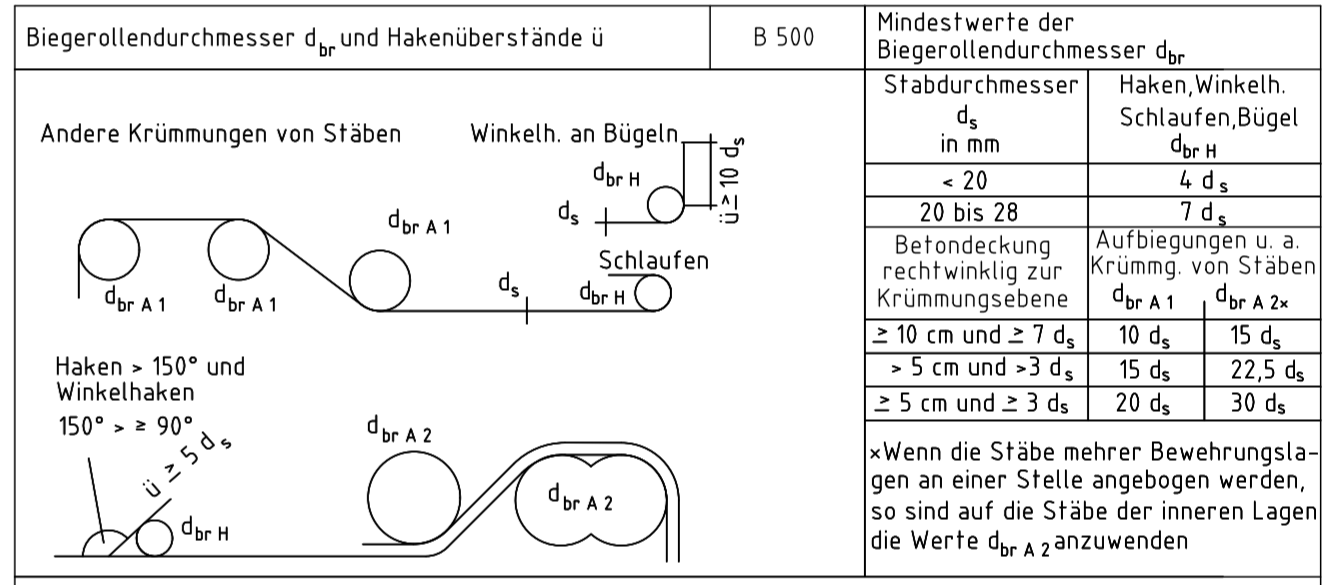 Biegerollendurchmesser d_br und Hakenüberstände ü
B 500
Andere Krümmungen von Stäben
Winkelh. an Bügeln
d_br H
d_s
ü ≥ 10 d_s
d_br A 1
d_br A 1
d_br A 1
Schlaufen
d_s
d_br H
Haken > 150° und
Winkelhaken
150° > ≥ 90°
ü ≥ 5 d_s
d_br H
d_br A 2
d_br A 2
Mindestwerte der
Biegerollendurchmesser d_br
Stabdurchmesser
d_s
in mm
Haken,Winkelh.
Schlaufen,Bügel
d_br H
< 20 4 d_s
20 bis 28 7 d_s
Betondeckung
rechtwinklig zur
Krümmungsebene
Aufbiegungen u. a.
Krümmg. von Stäben
d_br A 1 d_br A 2×
≥ 10 cm und ≥ 7 d_s 10 d_s 15 d_s
> 5 cm und >3 d_s 15 d_s 22,5 d_s
≥ 5 cm und ≥ 3 d_s 20 d_s 30 d_s
×Wenn die Stäbe mehrer Bewehrungsla-
gen an einer Stelle angebogen werden,
so sind auf die Stäbe der inneren Lagen
die Werte d_br A 2 anzuwenden